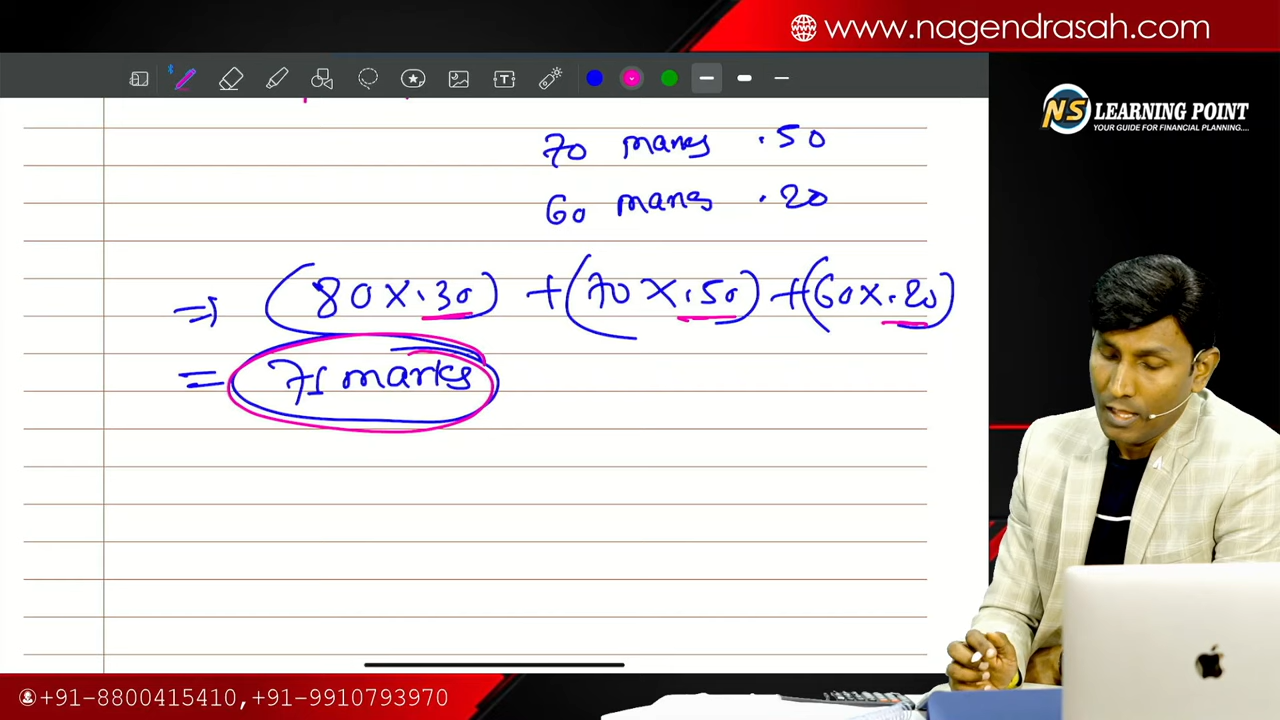 www.nagendrasah.com
NS LEARNING POINT
YOUR GUIDE FOR FINANCIAL PLANNING....
70 marks .50
60 marks .20
⇒ (80 X .30) + (70 X .50) + (60 X .20)
= 71 marks
+91-8800415410,+91-9910793970